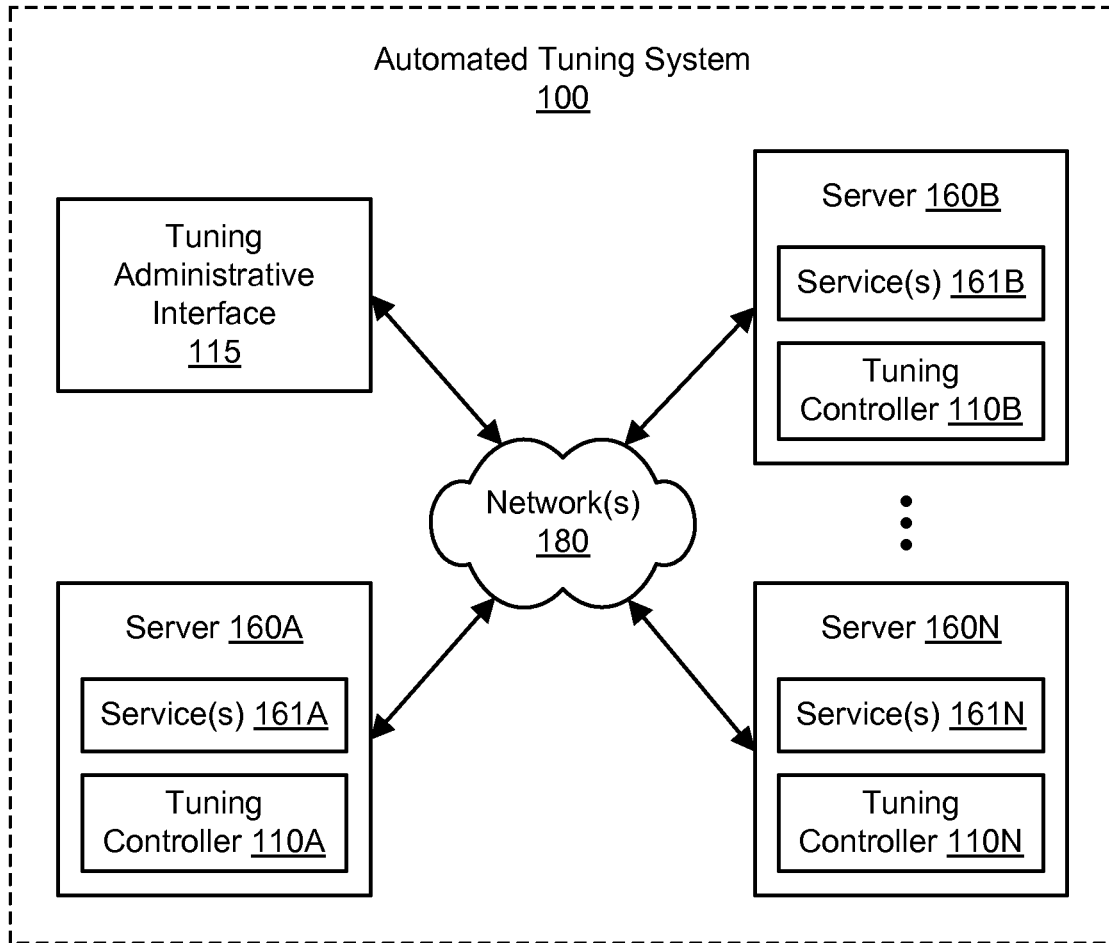 Automated Tuning System
100
Tuning
Administrative
Interface
115
Server 160B
Service(s) 161B
Tuning
Controller 110B
Network(s)
180
Server 160A
Service(s) 161A
Tuning
Controller 110A
Server 160N
Service(s) 161N
Tuning
Controller 110N